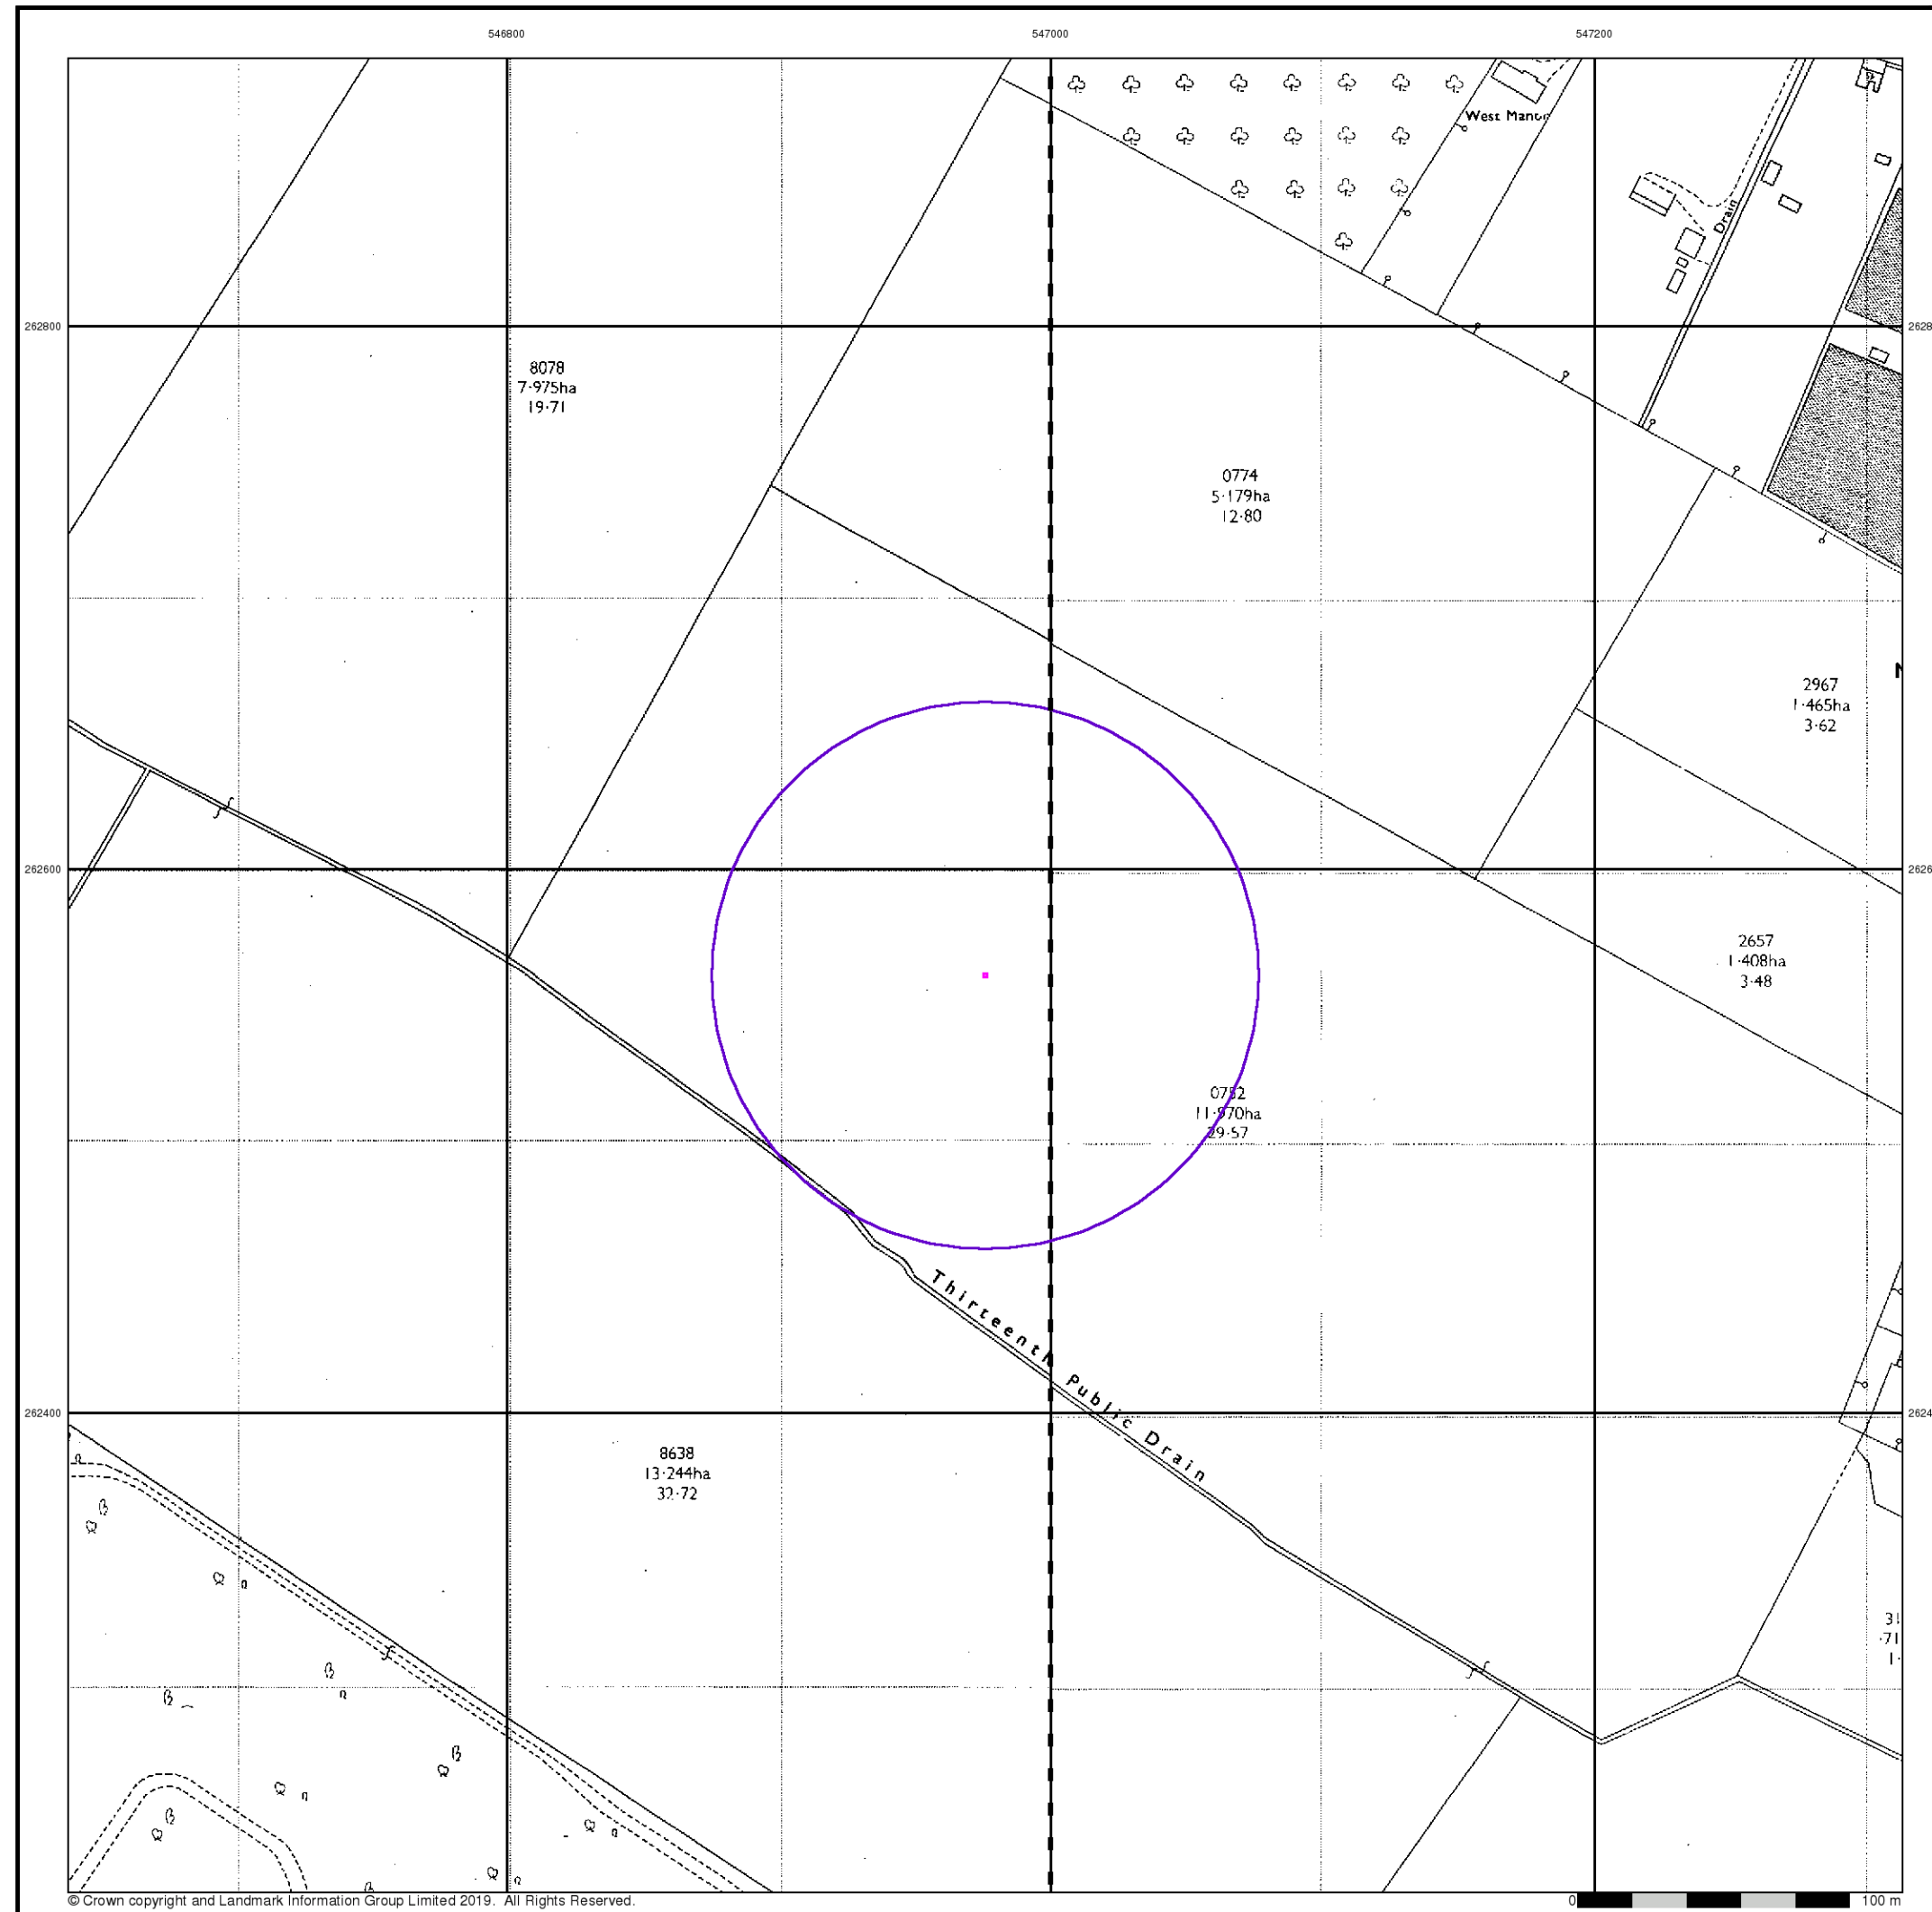 546800
547000
547200
West Manor
Drain
262800
8078
7·975ha
19·71
0774
5·179ha
12·80
2967
1·465ha
3·62
262600
2657
1·408ha
3·48
0782
11·970ha
29·57
Thirteenth Public Drain
262400
8638
13·244ha
32·72
© Crown copyright and Landmark Information Group Limited 2019. All Rights Reserved.
0
100 m